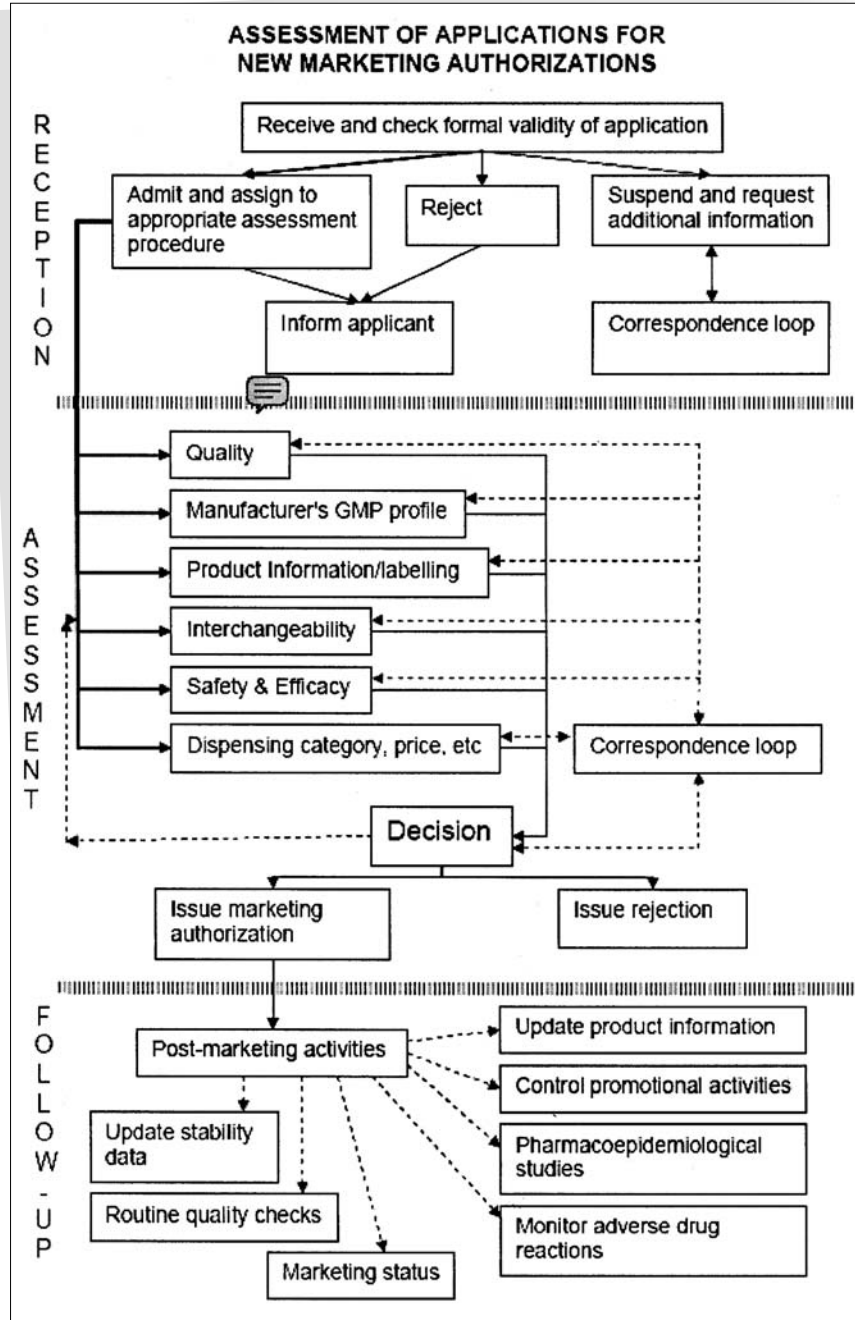 ASSESSMENT OF APPLICATIONS FOR
NEW MARKETING AUTHORIZATIONS
RECEPTION
Receive and check formal validity of application
Admit and assign to
appropriate assessment
procedure
Reject
Suspend and request
additional information
Inform applicant
Correspondence loop
ASSESSMENT
Quality
Manufacturer's GMP profile
Product Information/labelling
Interchangeability
Safety & Efficacy
Dispensing category, price, etc
Correspondence loop
Decision
Issue marketing
authorization
Issue rejection
FOLLOW-UP
Post-marketing activities
Update product information
Control promotional activities
Pharmacoepidemiological
studies
Monitor adverse drug
reactions
Update stability
data
Routine quality checks
Marketing status